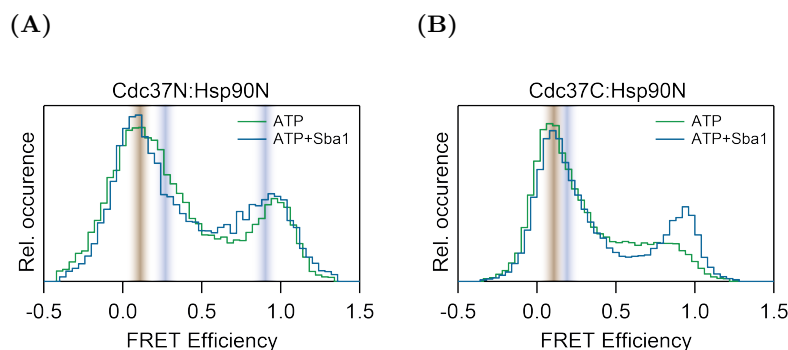 (A)
Cdc37N:Hsp90N
Rel. occurence
ATP
ATP+Sba1
-0.5 0.0 0.5 1.0 1.5
FRET Efficiency
(B)
Cdc37C:Hsp90N
Rel. occurence
ATP
ATP+Sba1
-0.5 0.0 0.5 1.0 1.5
FRET Efficiency